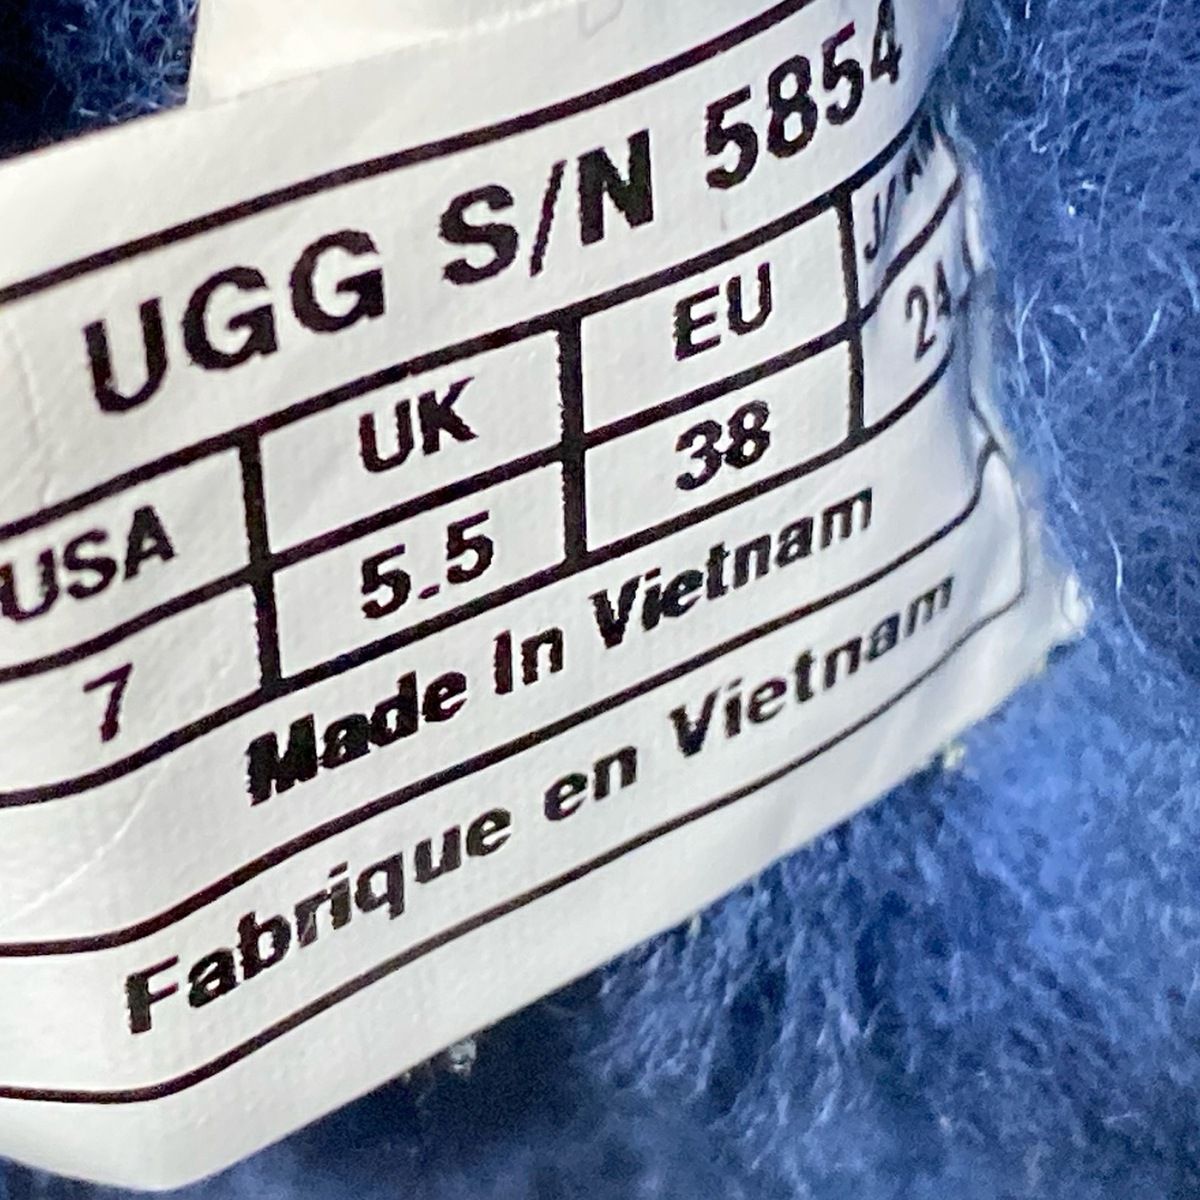 UGG S/N 5854
USA UK EU
7 5.5 38 24
Made In Vietnam
Fabrique en Vietnam